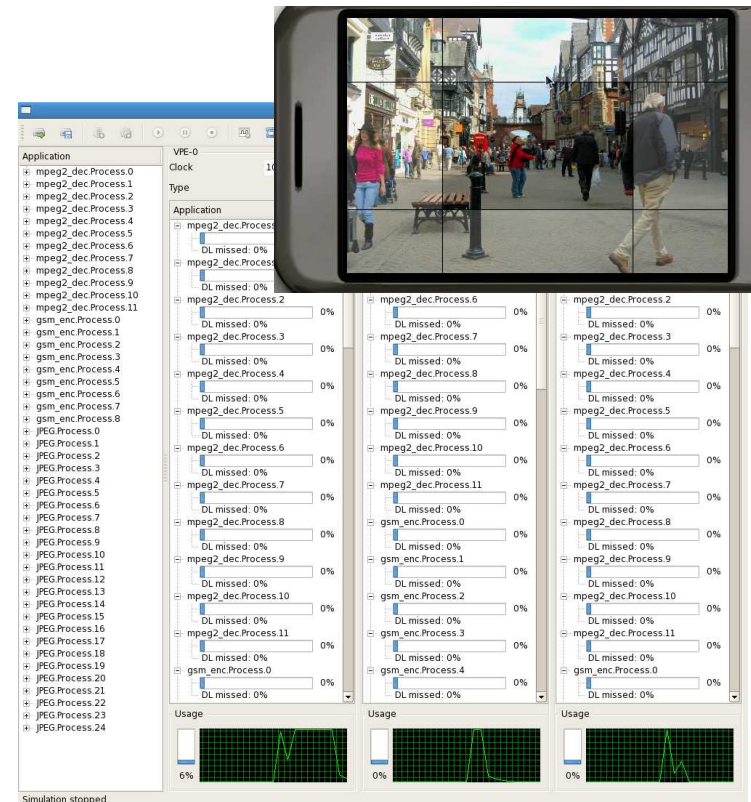 Application
mpeg2_dec.Process.0
mpeg2_dec.Process.1
mpeg2_dec.Process.2
mpeg2_dec.Process.3
mpeg2_dec.Process.4
mpeg2_dec.Process.5
mpeg2_dec.Process.6
mpeg2_dec.Process.7
mpeg2_dec.Process.8
mpeg2_dec.Process.9
mpeg2_dec.Process.10
mpeg2_dec.Process.11
gsm_enc.Process.0
gsm_enc.Process.1
gsm_enc.Process.2
gsm_enc.Process.3
gsm_enc.Process.4
gsm_enc.Process.5
gsm_enc.Process.6
gsm_enc.Process.7
gsm_enc.Process.8
JPEG.Process.0
JPEG.Process.1
JPEG.Process.2
JPEG.Process.3
JPEG.Process.4
JPEG.Process.5
JPEG.Process.6
JPEG.Process.7
JPEG.Process.8
JPEG.Process.9
JPEG.Process.10
JPEG.Process.11
JPEG.Process.12
JPEG.Process.13
JPEG.Process.14
JPEG.Process.15
JPEG.Process.16
JPEG.Process.17
JPEG.Process.18
JPEG.Process.19
JPEG.Process.20
JPEG.Process.21
JPEG.Process.22
JPEG.Process.23
JPEG.Process.24
VPE-0
Clock 10
Type
Application
mpeg2_dec.Process
DL missed: 0%
mpeg2_dec.Process
DL missed: 0%
mpeg2_dec.Process.2
0%
DL missed: 0%
mpeg2_dec.Process.3
0%
DL missed: 0%
mpeg2_dec.Process.4
0%
DL missed: 0%
mpeg2_dec.Process.5
0%
DL missed: 0%
mpeg2_dec.Process.6
0%
DL missed: 0%
mpeg2_dec.Process.7
0%
DL missed: 0%
mpeg2_dec.Process.8
0%
DL missed: 0%
mpeg2_dec.Process.9
0%
DL missed: 0%
mpeg2_dec.Process.10
0%
DL missed: 0%
mpeg2_dec.Process.11
0%
DL missed: 0%
gsm_enc.Process.0
0%
DL missed: 0%
Usage
6%
mpeg2_dec.Process.6
0%
DL missed: 0%
mpeg2_dec.Process.7
0%
DL missed: 0%
mpeg2_dec.Process.8
0%
DL missed: 0%
mpeg2_dec.Process.9
0%
DL missed: 0%
mpeg2_dec.Process.10
0%
DL missed: 0%
mpeg2_dec.Process.11
0%
DL missed: 0%
gsm_enc.Process.0
0%
DL missed: 0%
gsm_enc.Process.1
0%
DL missed: 0%
gsm_enc.Process.2
0%
DL missed: 0%
gsm_enc.Process.3
0%
DL missed: 0%
gsm_enc.Process.4
0%
DL missed: 0%
Usage
0%
mpeg2_dec.Process.2
0%
DL missed: 0%
mpeg2_dec.Process.3
0%
DL missed: 0%
mpeg2_dec.Process.4
0%
DL missed: 0%
mpeg2_dec.Process.5
0%
DL missed: 0%
mpeg2_dec.Process.6
0%
DL missed: 0%
mpeg2_dec.Process.7
0%
DL missed: 0%
mpeg2_dec.Process.8
0%
DL missed: 0%
mpeg2_dec.Process.9
0%
DL missed: 0%
mpeg2_dec.Process.10
0%
DL missed: 0%
mpeg2_dec.Process.11
0%
DL missed: 0%
gsm_enc.Process.0
0%
DL missed: 0%
Usage
0%
Simulation stopped